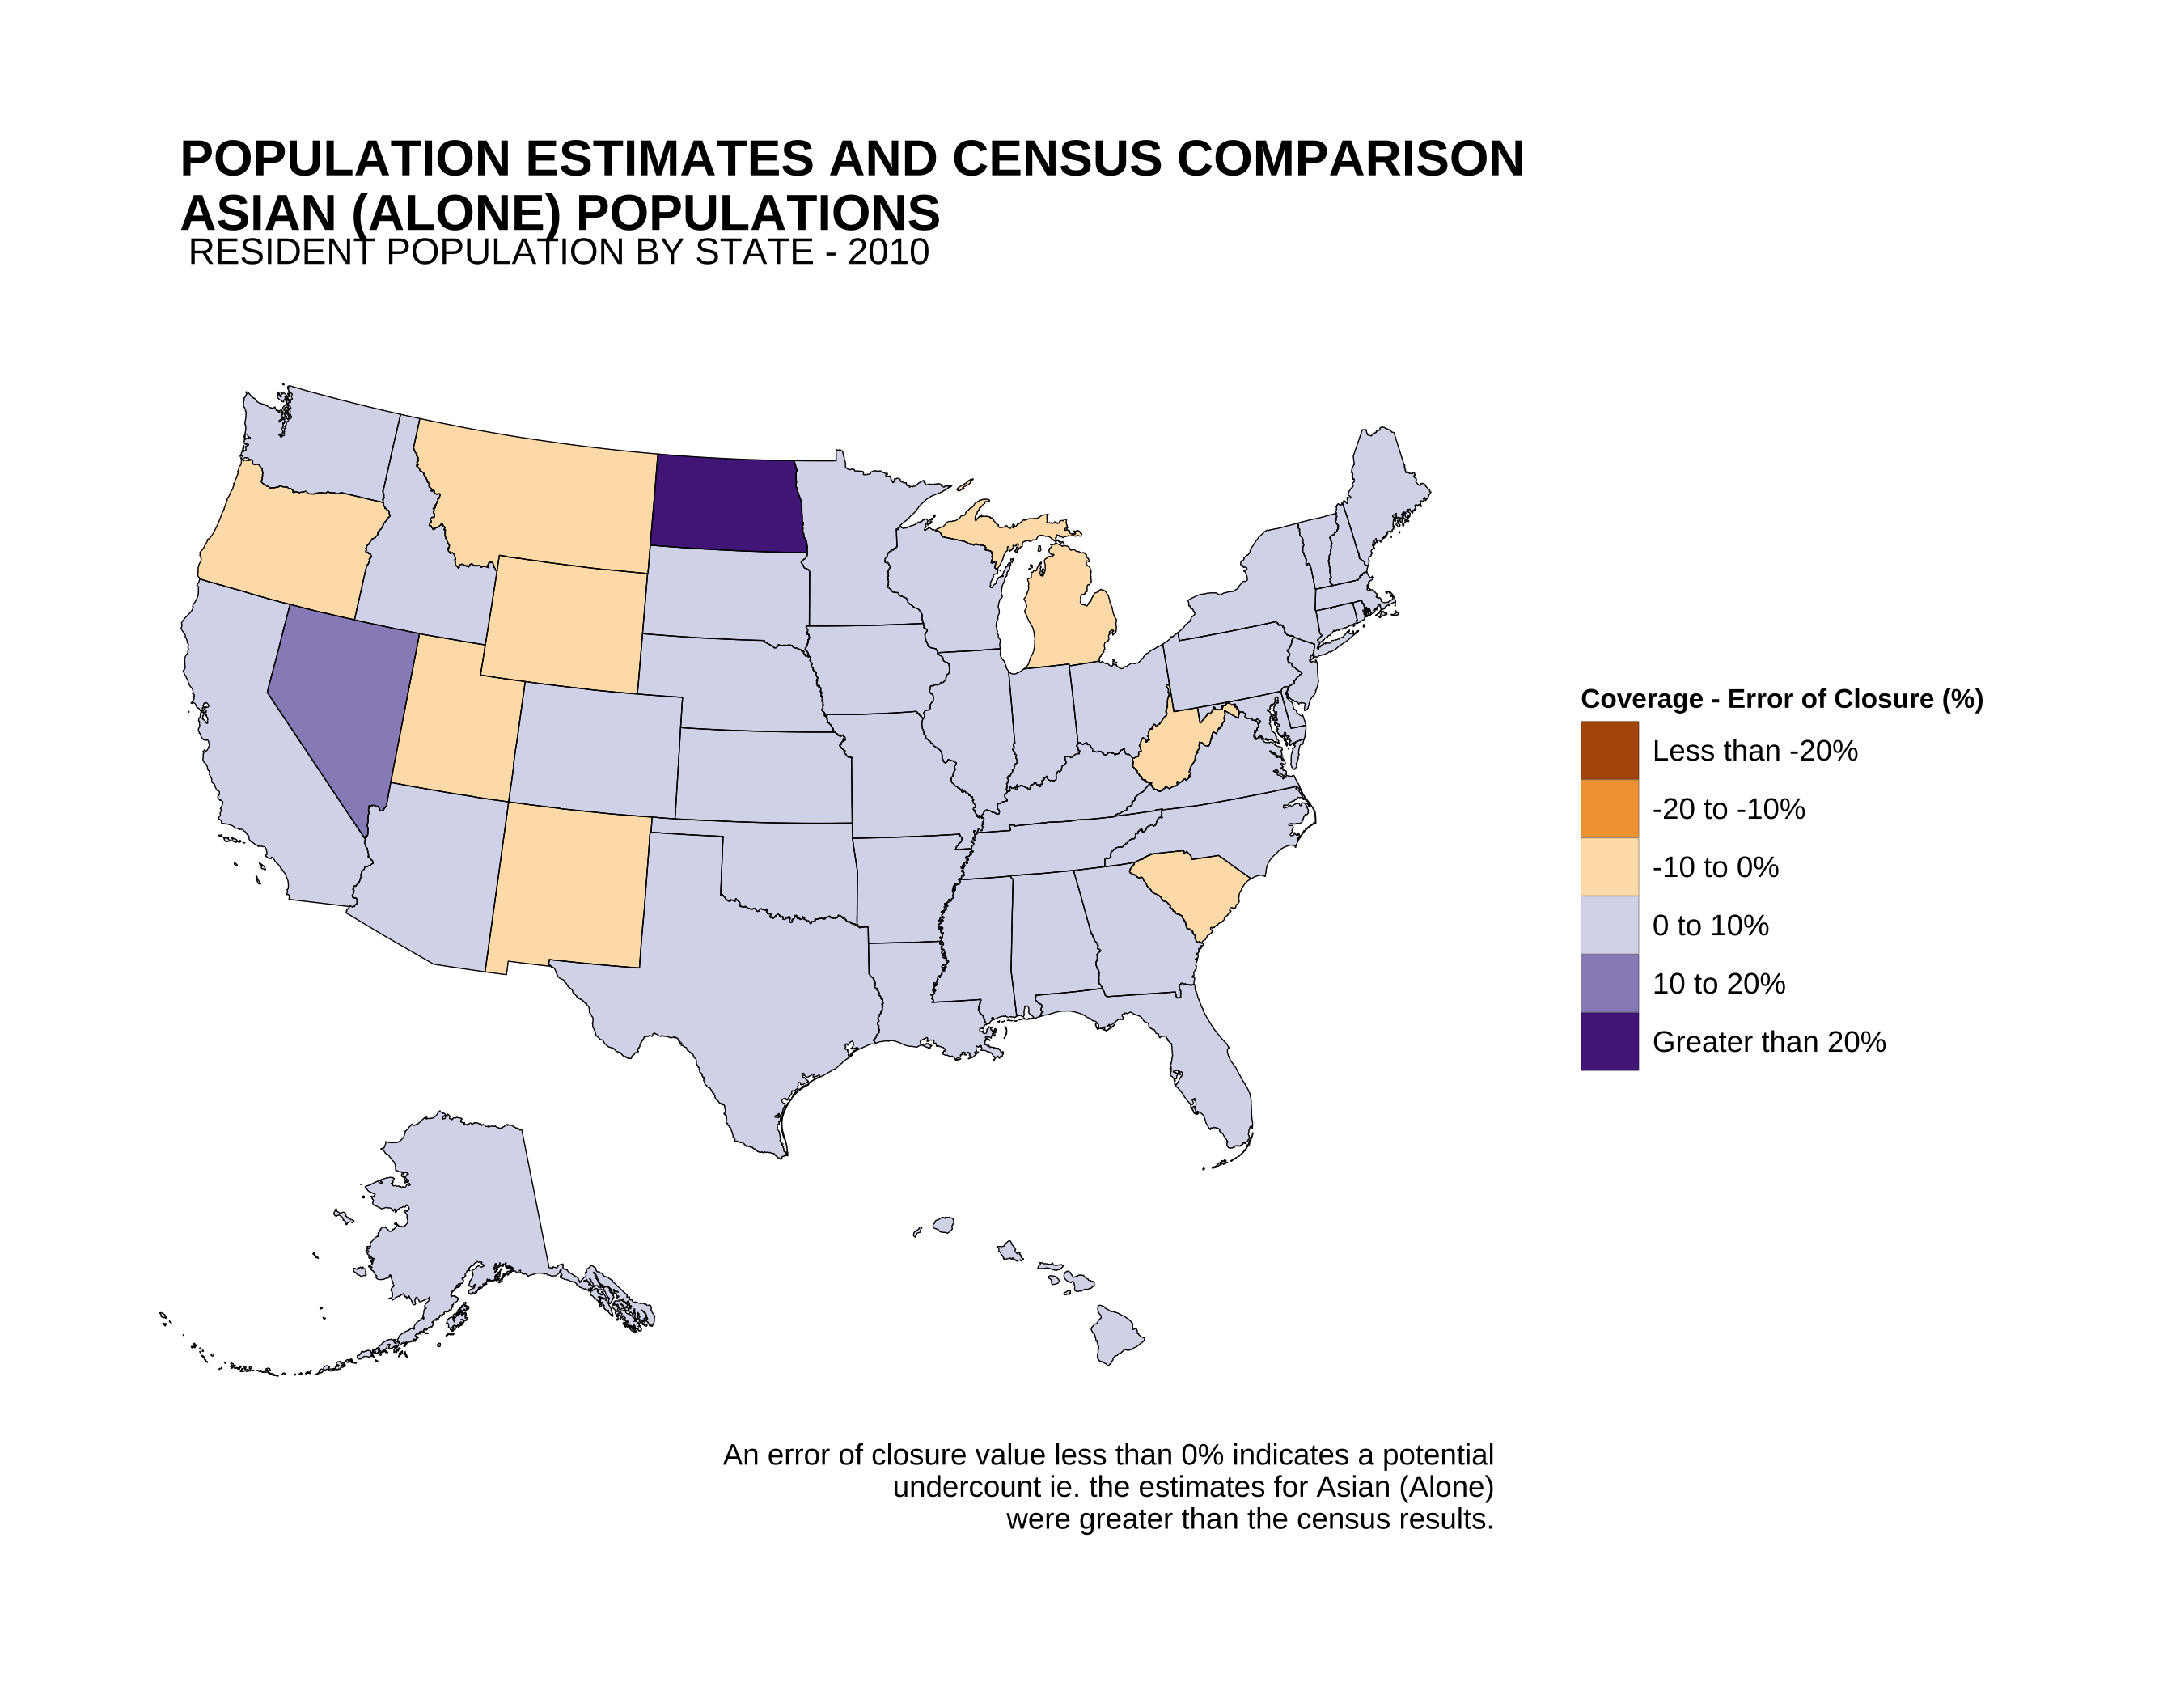 POPULATION ESTIMATES AND CENSUS COMPARISON
ASIAN (ALONE) POPULATIONS
RESIDENT POPULATION BY STATE - 2010
Coverage - Error of Closure (%)
Less than -20%
-20 to -10%
-10 to 0%
0 to 10%
10 to 20%
Greater than 20%
An error of closure value less than 0% indicates a potential
undercount ie. the estimates for Asian (Alone)
were greater than the census results.